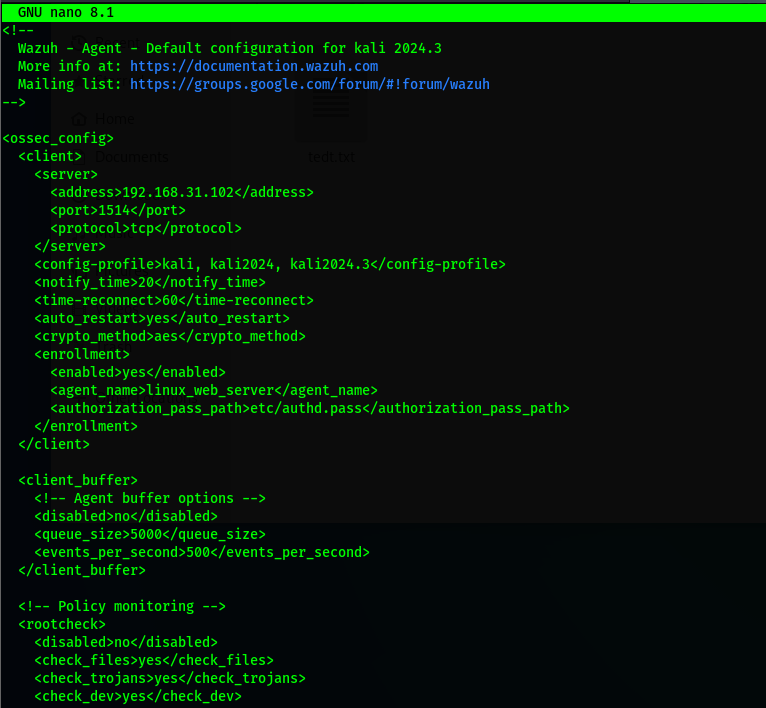 GNU nano 8.1
<!--
  Wazuh - Agent - Default configuration for kali 2024.3
  More info at: https://documentation.wazuh.com
  Mailing list: https://groups.google.com/forum/#!forum/wazuh
-->
Home
<ossec_config>
  <client>
Documents
tedt.txt
    <server>
      <address>192.168.31.102</address>
      <port>1514</port>
      <protocol>tcp</protocol>
    </server>
    <config-profile>kali, kali2024, kali2024.3</config-profile>
    <notify_time>20</notify_time>
    <time-reconnect>60</time-reconnect>
    <auto_restart>yes</auto_restart>
    <crypto_method>aes</crypto_method>
    <enrollment>
      <enabled>yes</enabled>
      <agent_name>linux_web_server</agent_name>
      <authorization_pass_path>etc/authd.pass</authorization_pass_path>
    </enrollment>
  </client>

  <client_buffer>
    <!-- Agent buffer options -->
    <disabled>no</disabled>
    <queue_size>5000</queue_size>
    <events_per_second>500</events_per_second>
  </client_buffer>

  <!-- Policy monitoring -->
  <rootcheck>
    <disabled>no</disabled>
    <check_files>yes</check_files>
    <check_trojans>yes</check_trojans>
    <check_dev>yes</check_dev>